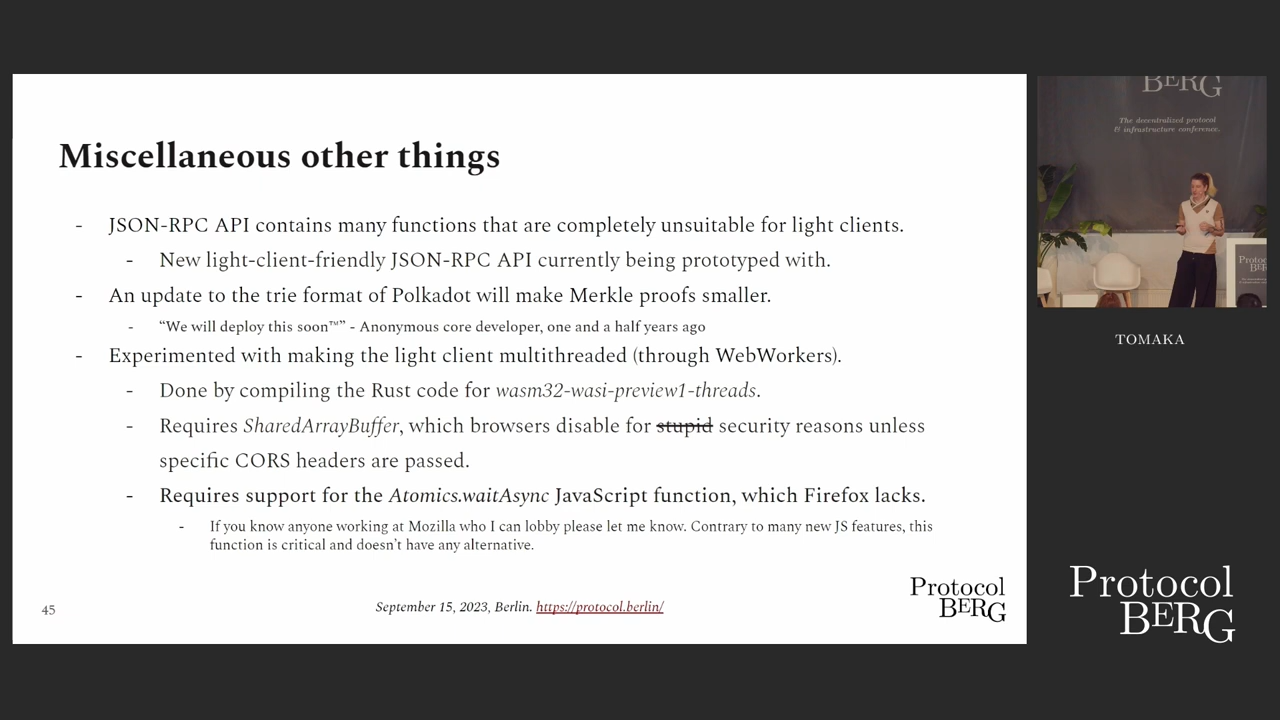 Miscellaneous other things
- JSON-RPC API contains many functions that are completely unsuitable for light clients.
- New light-client-friendly JSON-RPC API currently being prototyped with.
- An update to the trie format of Polkadot will make Merkle proofs smaller.
- “We will deploy this soon™” - Anonymous core developer, one and a half years ago
- Experimented with making the light client multithreaded (through WebWorkers).
- Done by compiling the Rust code for wasm32-wasi-preview1-threads.
- Requires SharedArrayBuffer, which browsers disable for stupid security reasons unless
specific CORS headers are passed.
- Requires support for the Atomics.waitAsync JavaScript function, which Firefox lacks.
- If you know anyone working at Mozilla who I can lobby please let me know. Contrary to many new JS features, this
function is critical and doesn’t have any alternative.
45
September 15, 2023, Berlin. https://protocol.berlin/
Protocol
BERG
BERG
The decentralized protocol
& infrastructure conference.
TOMAKA
Protocol
BERG